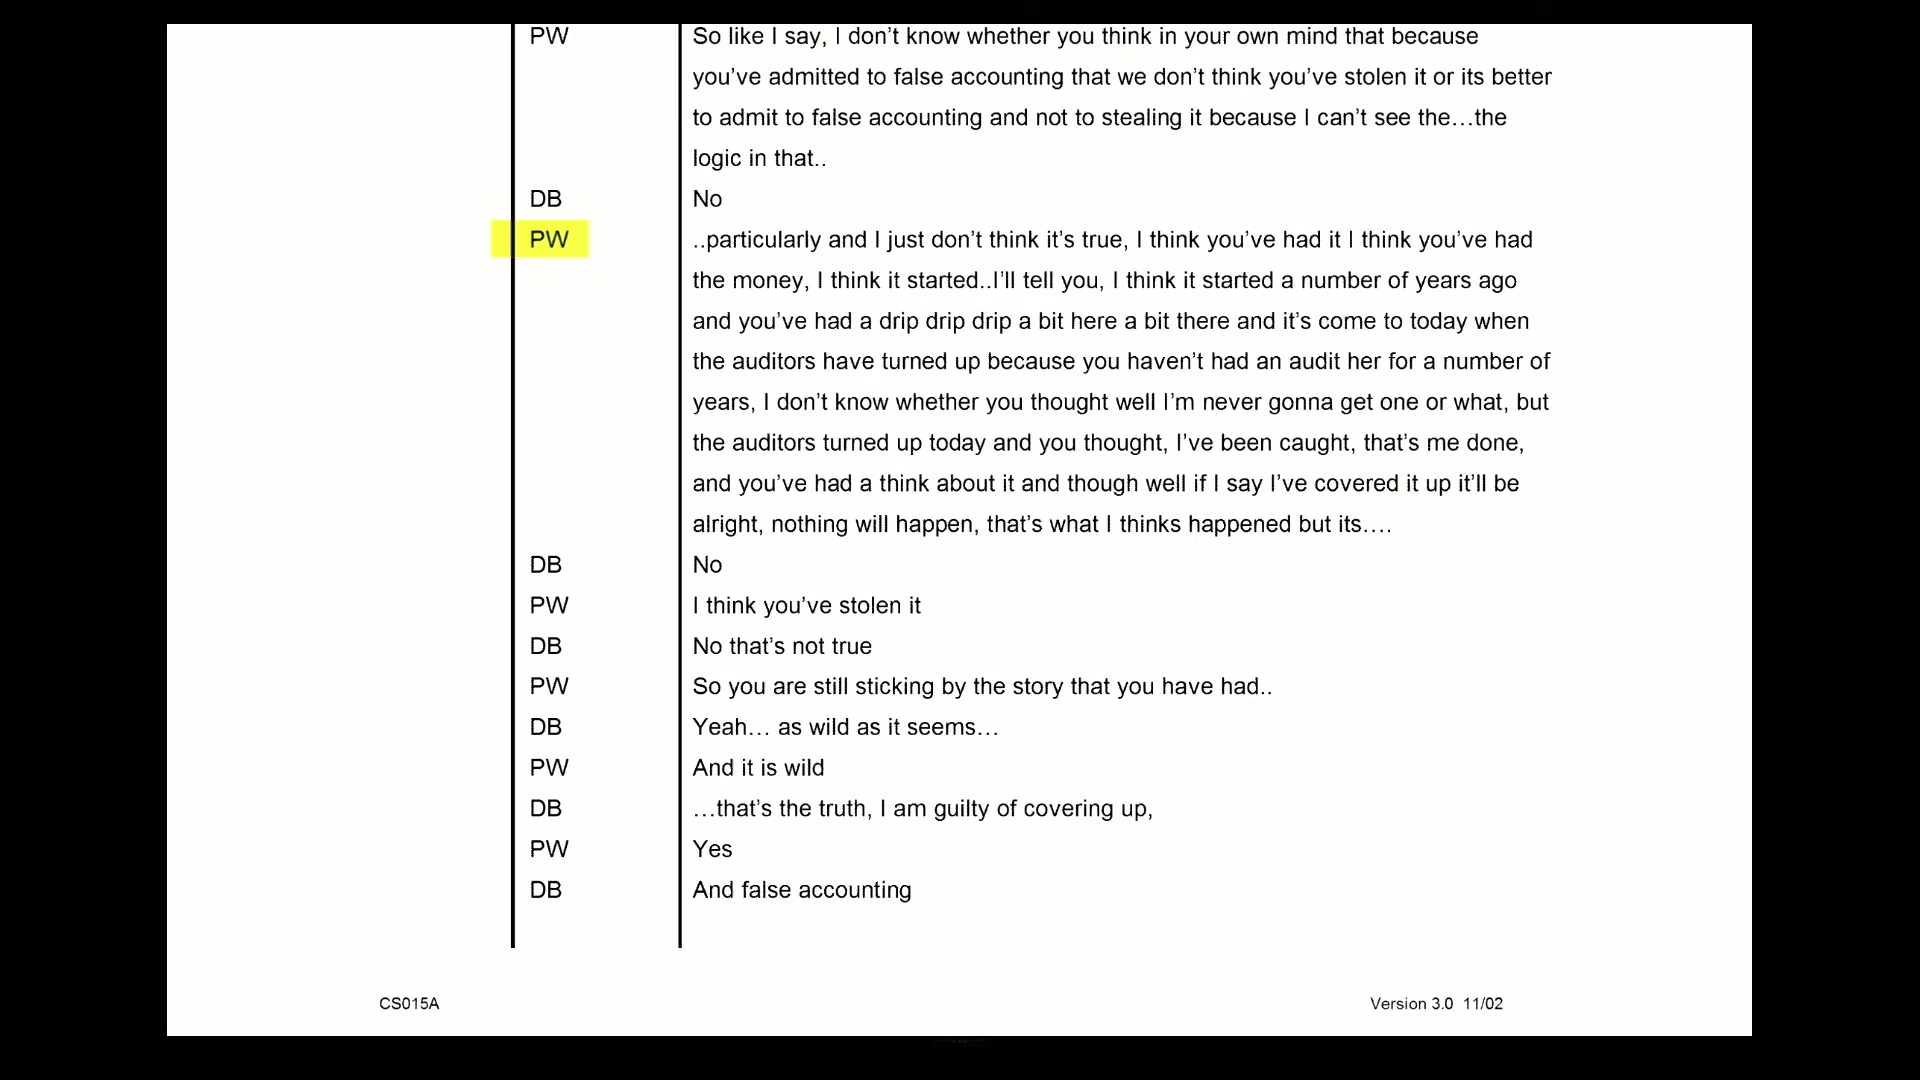 PW So like I say, I don't know whether you think in your own mind that because
you've admitted to false accounting that we don't think you've stolen it or its better
to admit to false accounting and not to stealing it because I can't see the…the
logic in that..
DB No
PW ..particularly and I just don't think it's true, I think you've had it I think you've had
the money, I think it started..I'll tell you, I think it started a number of years ago
and you've had a drip drip drip a bit here a bit there and it's come to today when
the auditors have turned up because you haven't had an audit her for a number of
years, I don't know whether you thought well I'm never gonna get one or what, but
the auditors turned up today and you thought, I've been caught, that's me done,
and you've had a think about it and though well if I say I've covered it up it'll be
alright, nothing will happen, that's what I thinks happened but its….
DB No
PW I think you've stolen it
DB No that's not true
PW So you are still sticking by the story that you have had..
DB Yeah… as wild as it seems…
PW And it is wild
DB …that's the truth, I am guilty of covering up,
PW Yes
DB And false accounting
CS015A Version 3.0 11/02